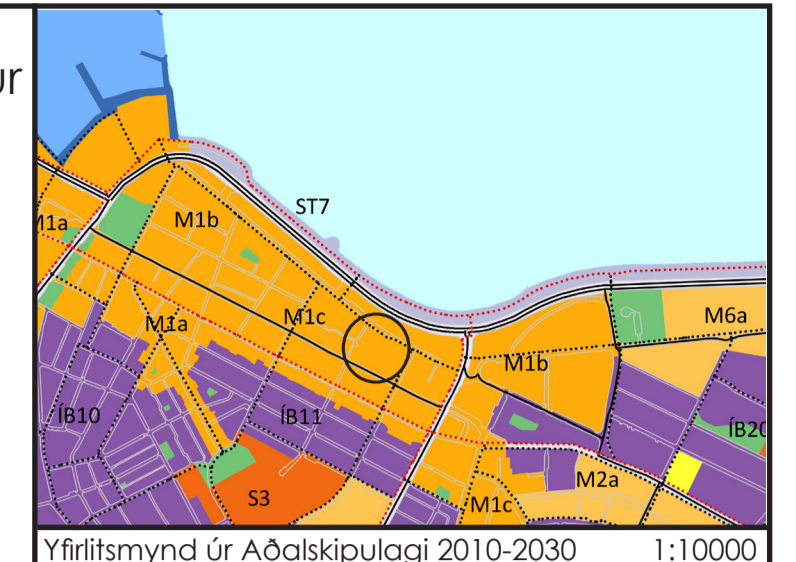 ur
ST7
M1a
M1b
M1c
M6a
M1a
M1b
ÍB10
ÍB11
ÍB20
M2a
S3
M1c
Yfirlitsmynd úr Aðalskipulagi 2010-2030 1:10000